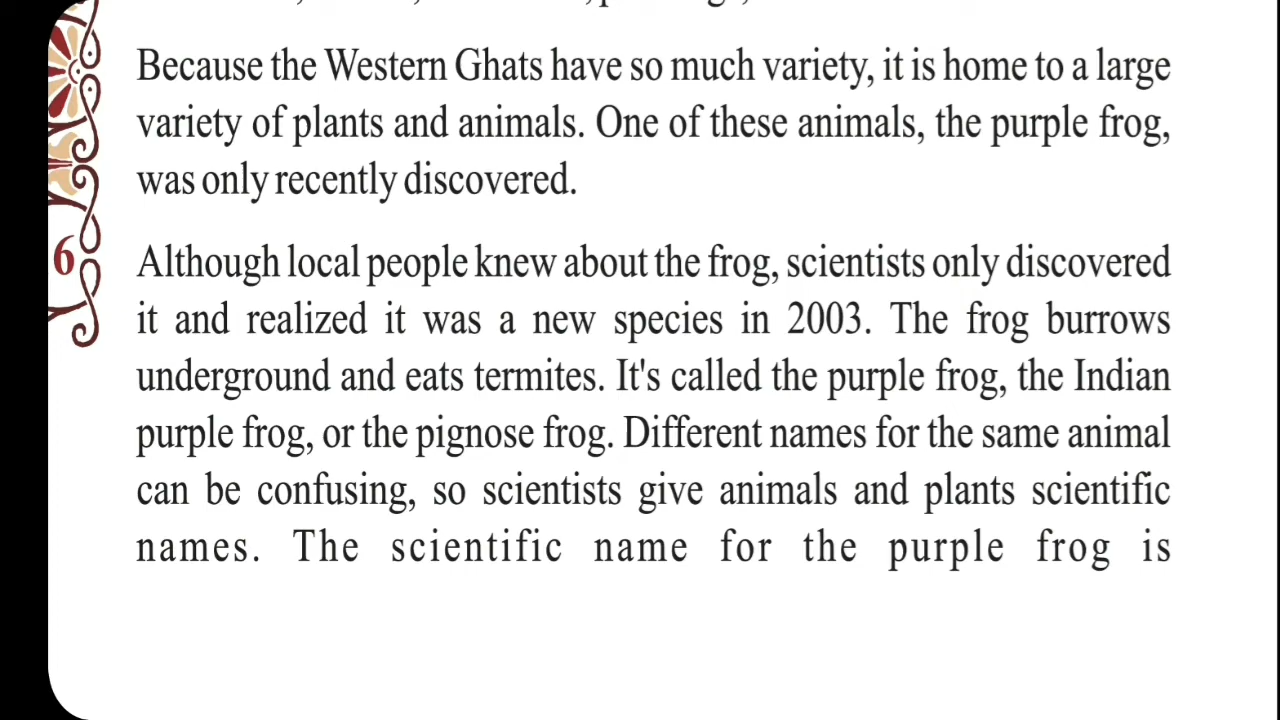 Because the Western Ghats have so much variety, it is home to a large
variety of plants and animals. One of these animals, the purple frog,
was only recently discovered.
Although local people knew about the frog, scientists only discovered
6
it and realized it was a new species in 2003. The frog burrows
underground and eats termites. It's called the purple frog, the Indian
purple frog, or the pignose frog. Different names for the same animal
can be confusing, so scientists give animals and plants scientific
names. The scientific name for the purple frog is